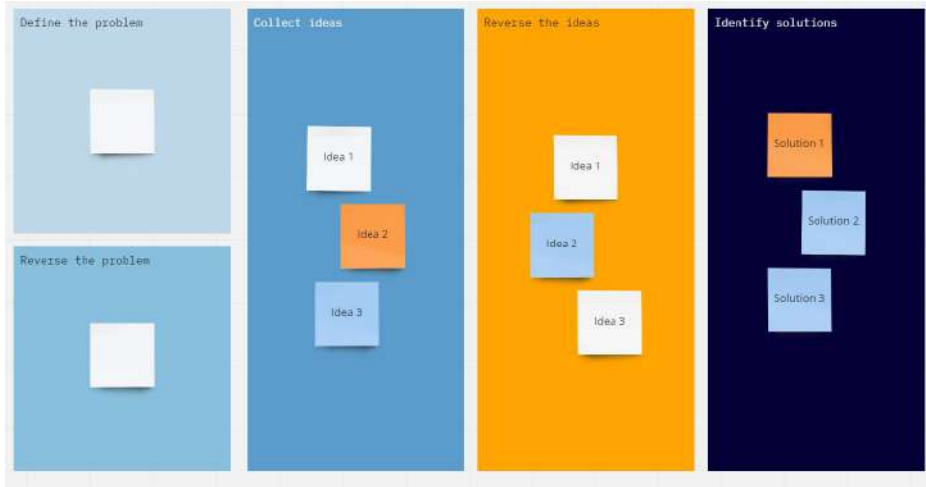 Define the problem
Reverse the problem
Collect ideas
Idea 1
Idea 2
Idea 3
Reverse the ideas
Idea 1
Idea 2
Idea 3
Identify solutions
Solution 1
Solution 2
Solution 3